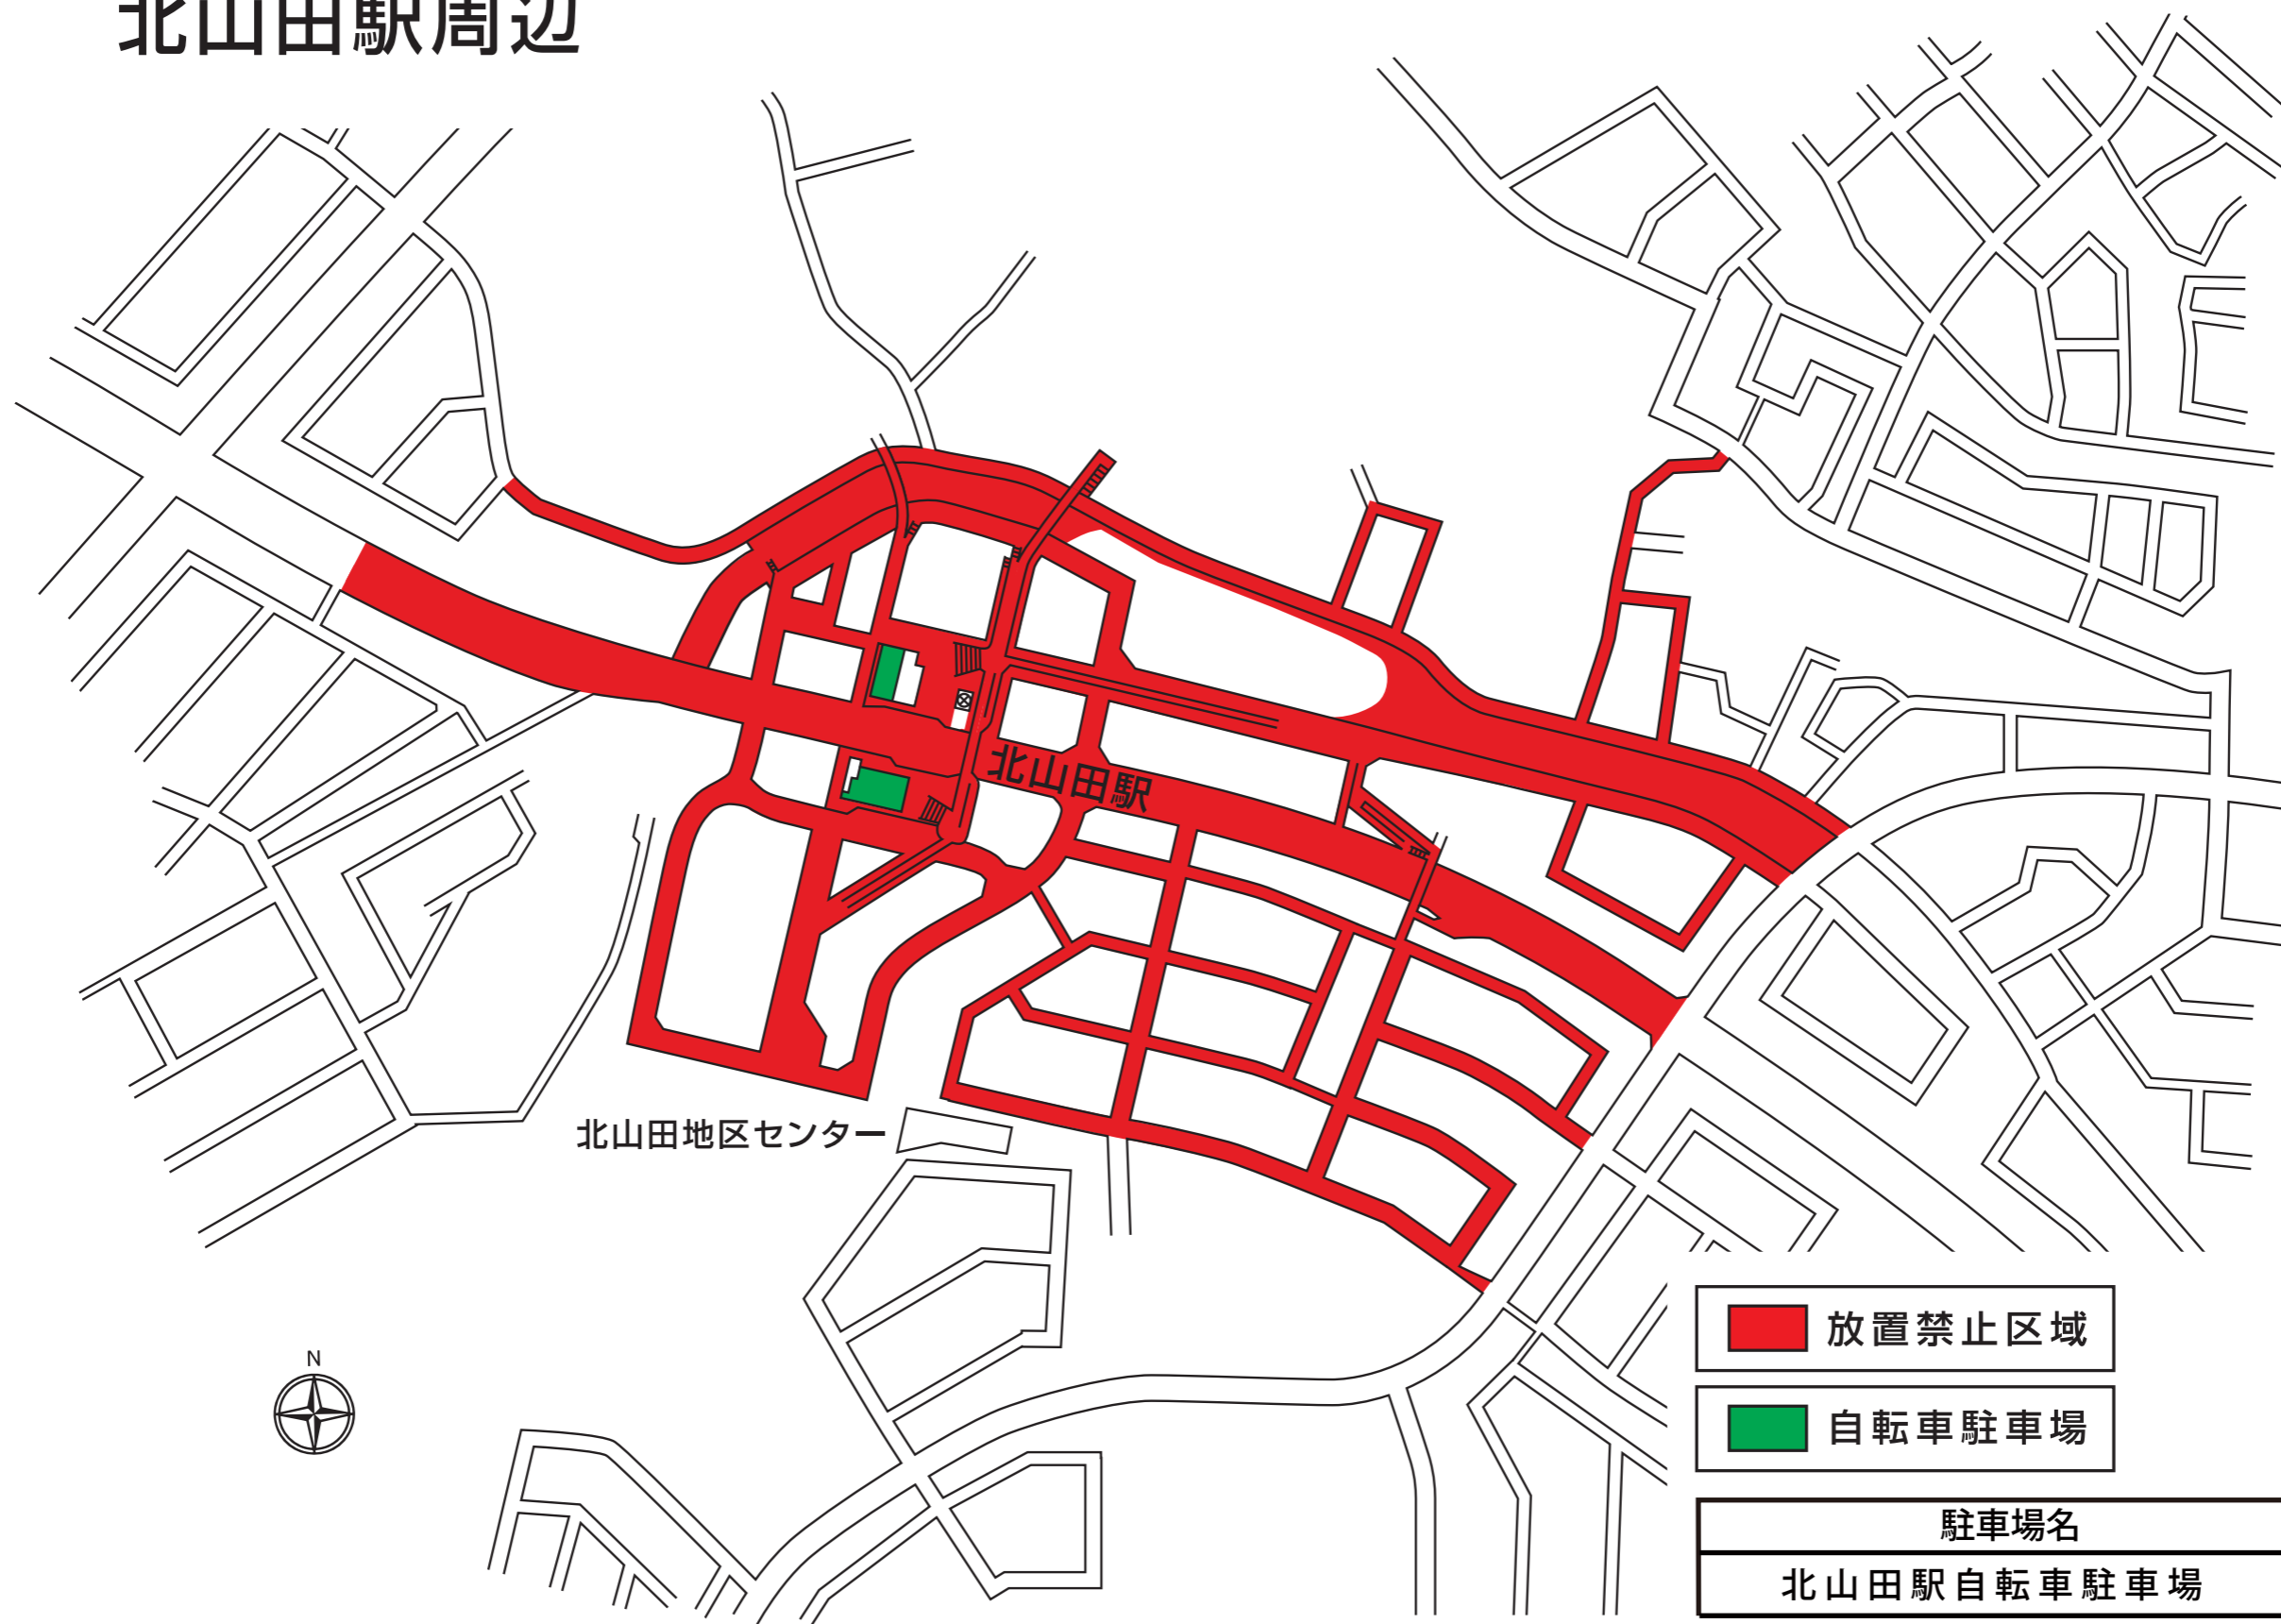 北山田駅周辺
北山田駅
北山田地区センター
N
放置禁止区域
自転車駐車場
駐車場名
北山田駅自転車駐車場